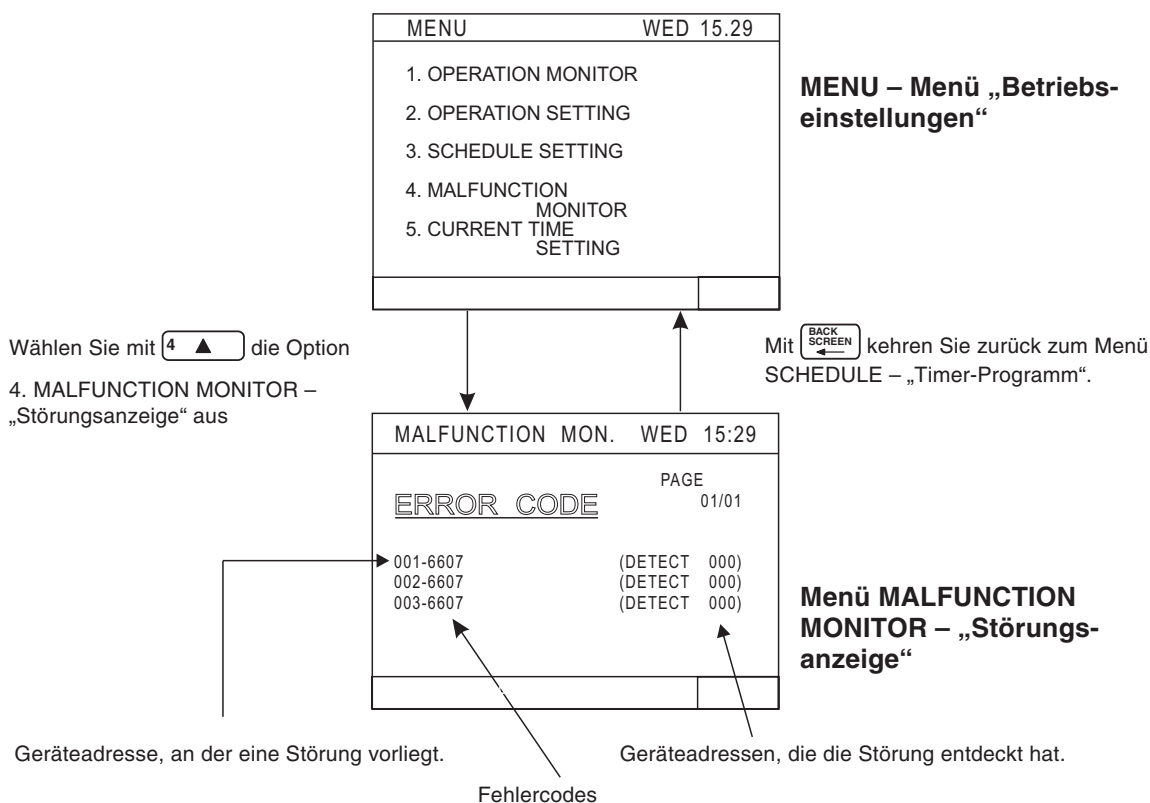 MENU WED 15.29
1. OPERATION MONITOR
2. OPERATION SETTING
3. SCHEDULE SETTING
4. MALFUNCTION
MONITOR
5. CURRENT TIME
SETTING
MENU – Menü „Betriebs-
einstellungen“
Wählen Sie mit 4 ▲ die Option
4. MALFUNCTION MONITOR –
„Störungsanzeige“ aus
Mit BACK SCREEN ← kehren Sie zurück zum Menü
SCHEDULE – „Timer-Programm“.
MALFUNCTION MON. WED 15:29
PAGE
01/01
ERROR CODE
001-6607 (DETECT 000)
002-6607 (DETECT 000)
003-6607 (DETECT 000)
Menü MALFUNCTION
MONITOR – „Störungs-
anzeige“
Geräteadresse, an der eine Störung vorliegt.
Geräteadressen, die die Störung entdeckt hat.
Fehlercodes